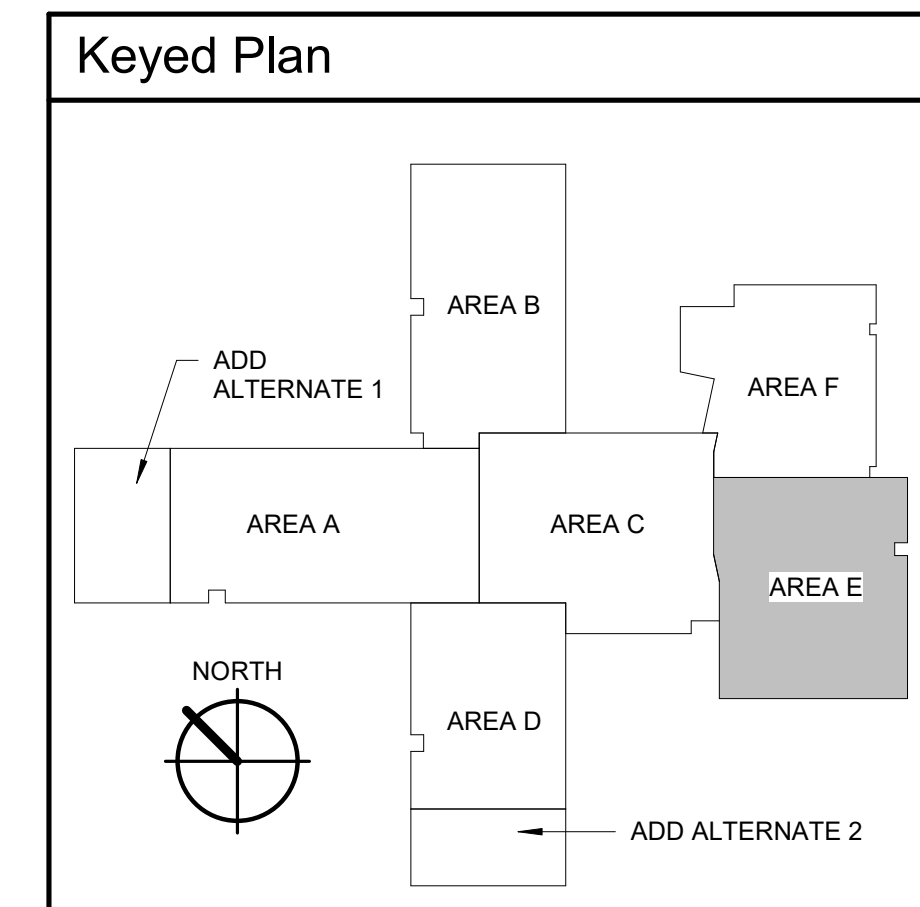 Keyed Plan
AREA B
ADD
ALTERNATE 1
AREA F
AREA A
AREA C
AREA E
NORTH
AREA D
ADD ALTERNATE 2